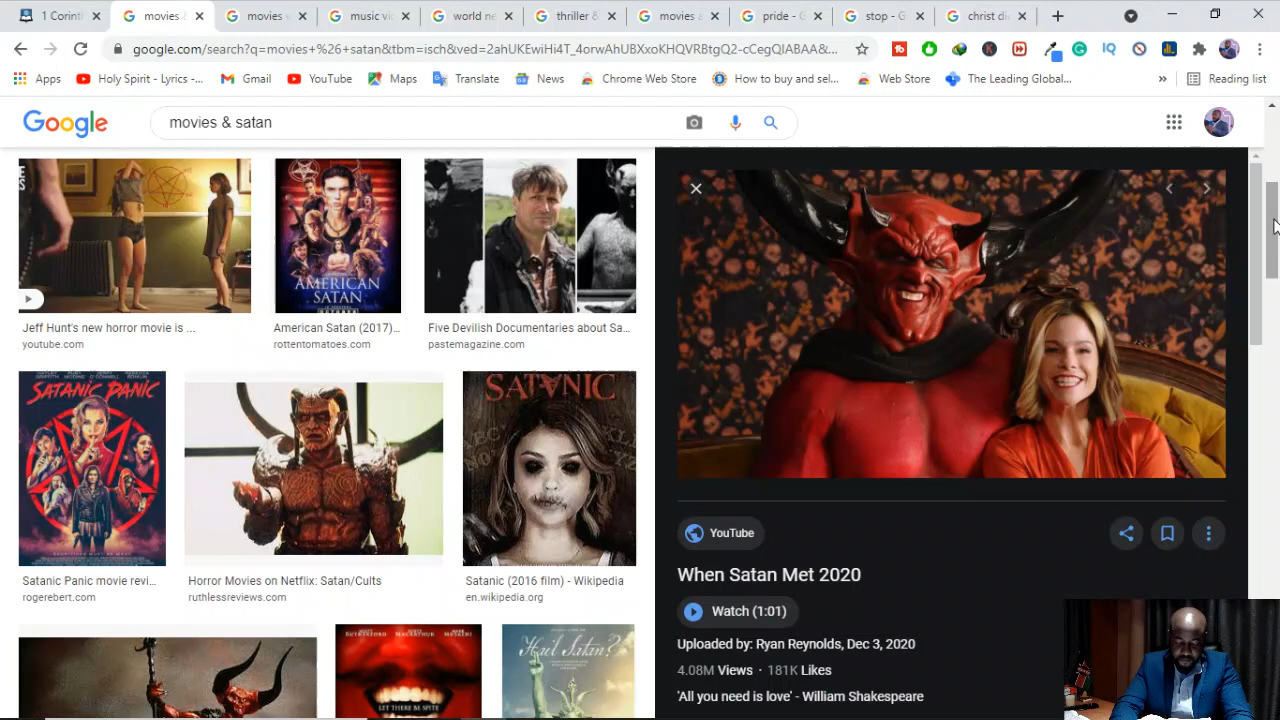 1 Corint
movies &
movies v
music vi
world ne
thriller &
movies a
pride - G
stop - G
christ di
google.com/search?q=movies+%26+satan&tbm=isch&ved=2ahUKEwiHi4T_4orwAhUBXxoKHQVRBtgQ2-cCegQIABAA&...
Apps
Holy Spirit - Lyrics -...
Gmail
YouTube
Maps
Translate
News
Chrome Web Store
How to buy and sel...
Web Store
The Leading Global...
Reading list
Google
movies & satan
Jeff Hunt's new horror movie is ...
youtube.com
AMERICAN
SATAN
American Satan (2017)...
rottentomatoes.com
Five Devilish Documentaries about Sa...
pastemagazine.com
SATANIC PANIC
Satanic Panic movie revi...
rogerebert.com
Horror Movies on Netflix: Satan/Cults
ruthlessreviews.com
SATANIC
Satanic (2016 film) - Wikipedia
en.wikipedia.org
LET THERE BE SPITE
Hail Satan?
YouTube
When Satan Met 2020
Watch (1:01)
Uploaded by: Ryan Reynolds, Dec 3, 2020
4.08M Views · 181K Likes
'All you need is love' - William Shakespeare